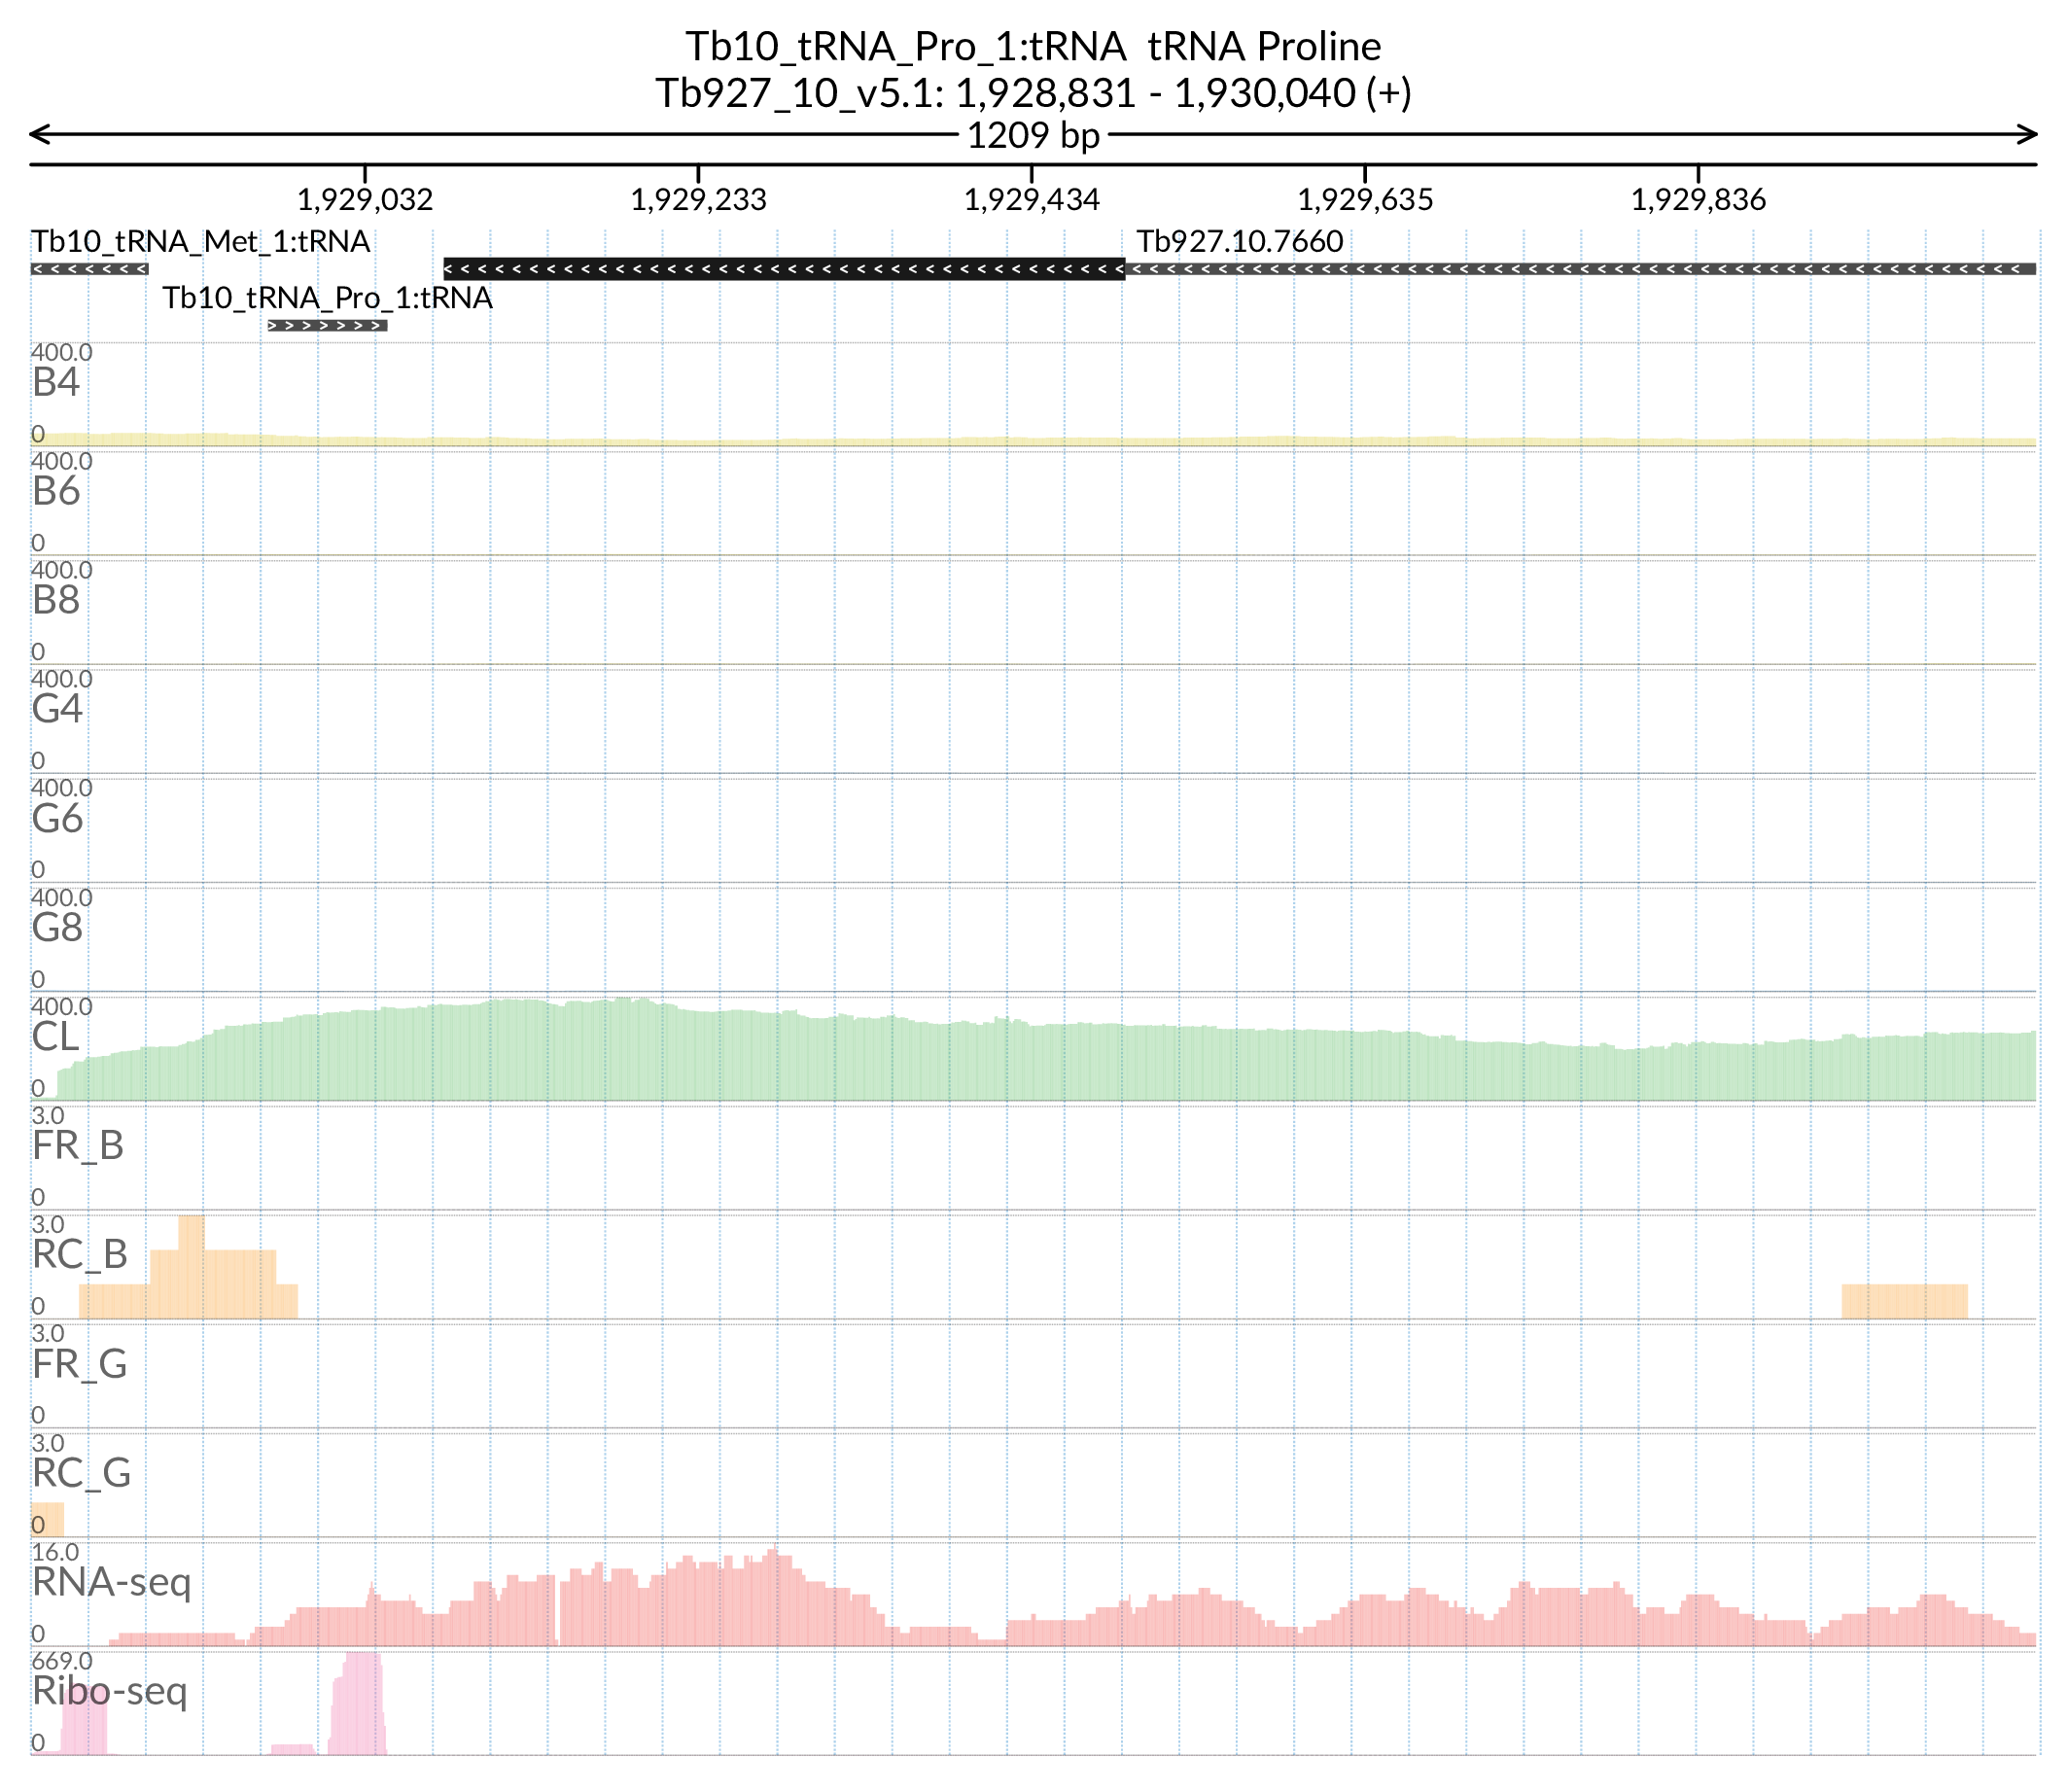 Tb10_tRNA_Pro_1:tRNA tRNA Proline
Tb927_10_v5.1: 1,928,831 - 1,930,040 (+)
1209 bp
1,929,032 1,929,233 1,929,434 1,929,635 1,929,836
Tb10_tRNA_Met_1:tRNA Tb927.10.7660
Tb10_tRNA_Pro_1:tRNA
400.0
B4
0
400.0
B6
0
400.0
B8
0
400.0
G4
0
400.0
G6
0
400.0
G8
0
400.0
CL
0
3.0
FR_B
0
3.0
RC_B
0
3.0
FR_G
0
3.0
RC_G
0
16.0
RNA-seq
0
669.0
Ribo-seq
0